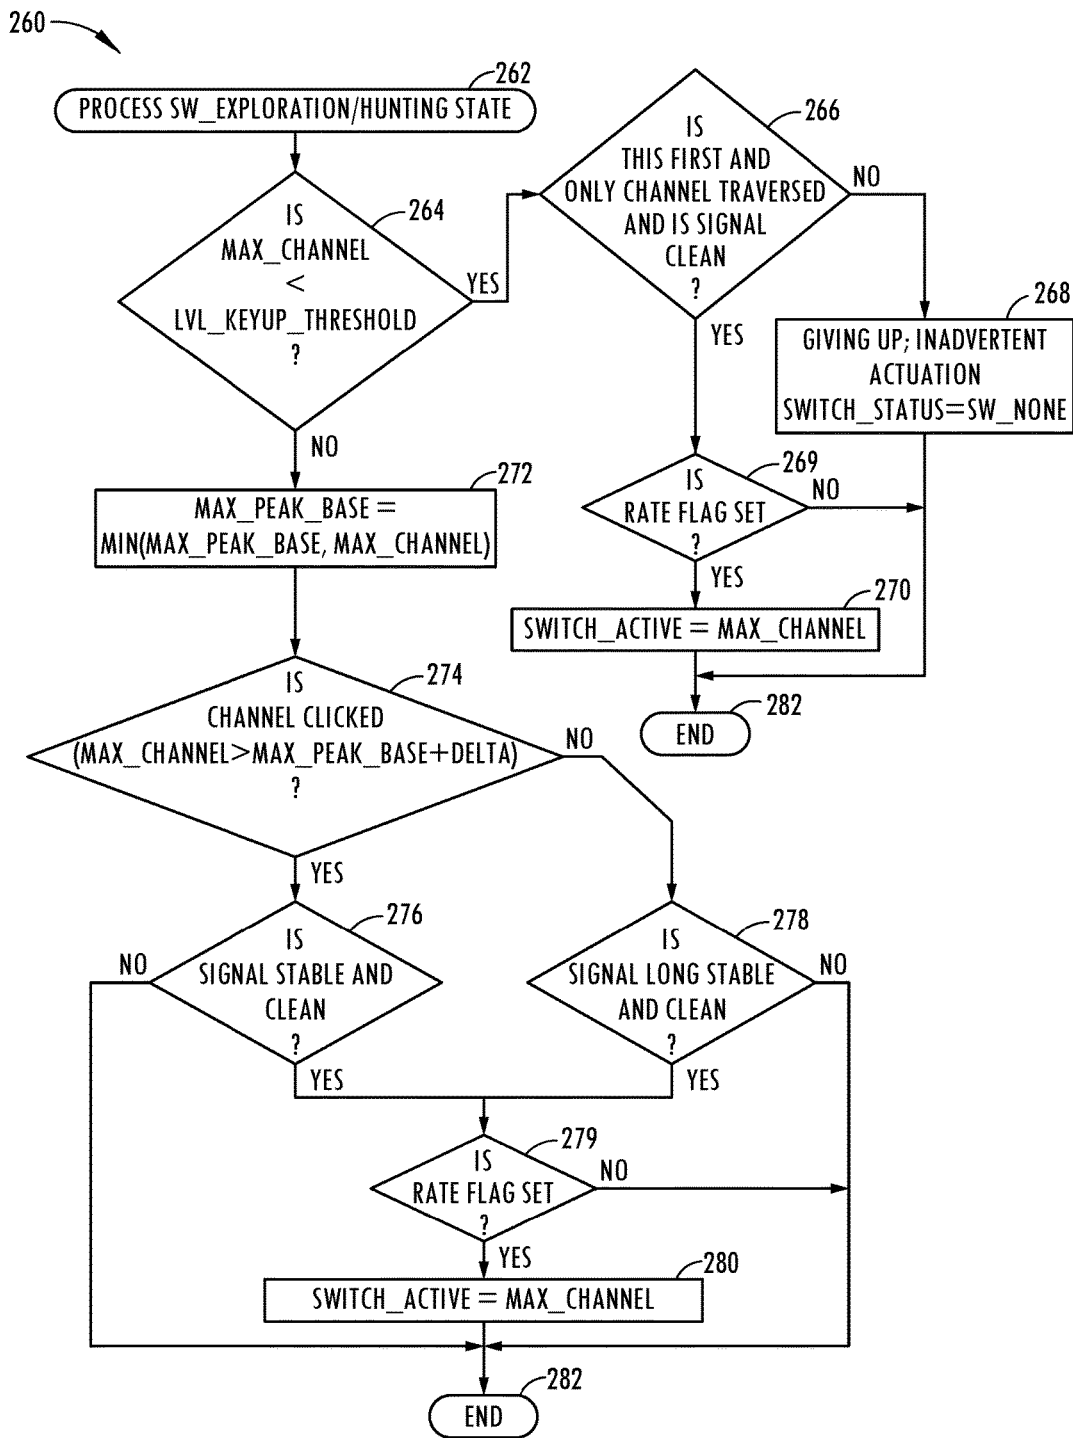 260
262
PROCESS SW_EXPLORATION/HUNTING STATE
264
IS
MAX_CHANNEL
<
LVL_KEYUP_THRESHOLD
?
YES
NO
266
IS
THIS FIRST AND
ONLY CHANNEL TRAVERSED
AND IS SIGNAL
CLEAN
?
NO
YES
268
GIVING UP; INADVERTENT
ACTUATION
SWITCH_STATUS=SW_NONE
269
IS
RATE FLAG SET
?
NO
YES
270
SWITCH_ACTIVE = MAX_CHANNEL
282
END
272
MAX_PEAK_BASE =
MIN(MAX_PEAK_BASE, MAX_CHANNEL)
274
IS
CHANNEL CLICKED
(MAX_CHANNEL>MAX_PEAK_BASE+DELTA)
?
NO
YES
276
IS
SIGNAL STABLE AND
CLEAN
?
NO
YES
278
IS
SIGNAL LONG STABLE
AND CLEAN
?
NO
YES
279
IS
RATE FLAG SET
?
NO
YES
280
SWITCH_ACTIVE = MAX_CHANNEL
282
END